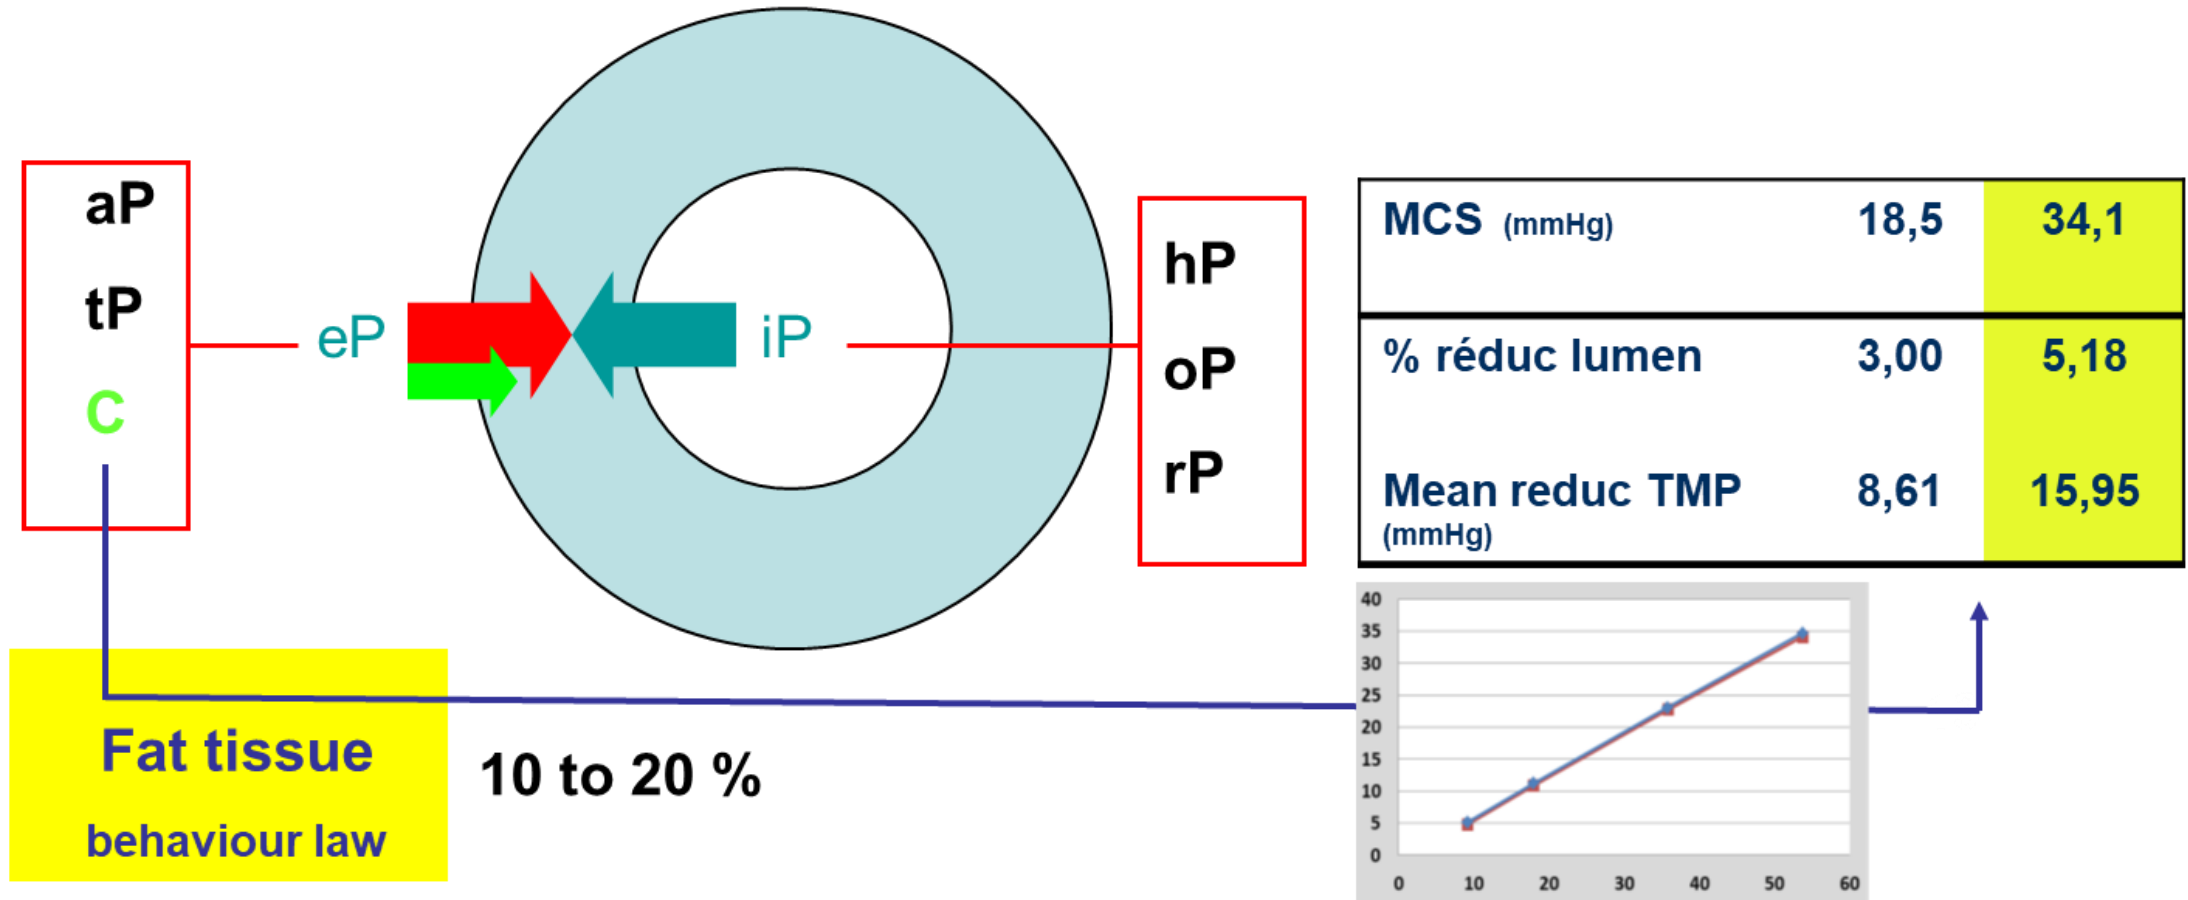 aP
tP
C
eP
iP
hP
oP
rP
MCS (mmHg) 18,5 34,1
% réduc lumen 3,00 5,18
Mean reduc TMP 8,61 15,95
(mmHg)
40
35
30
25
20
15
10
5
0
0 10 20 30 40 50 60
Fat tissue
behaviour law
10 to 20 %